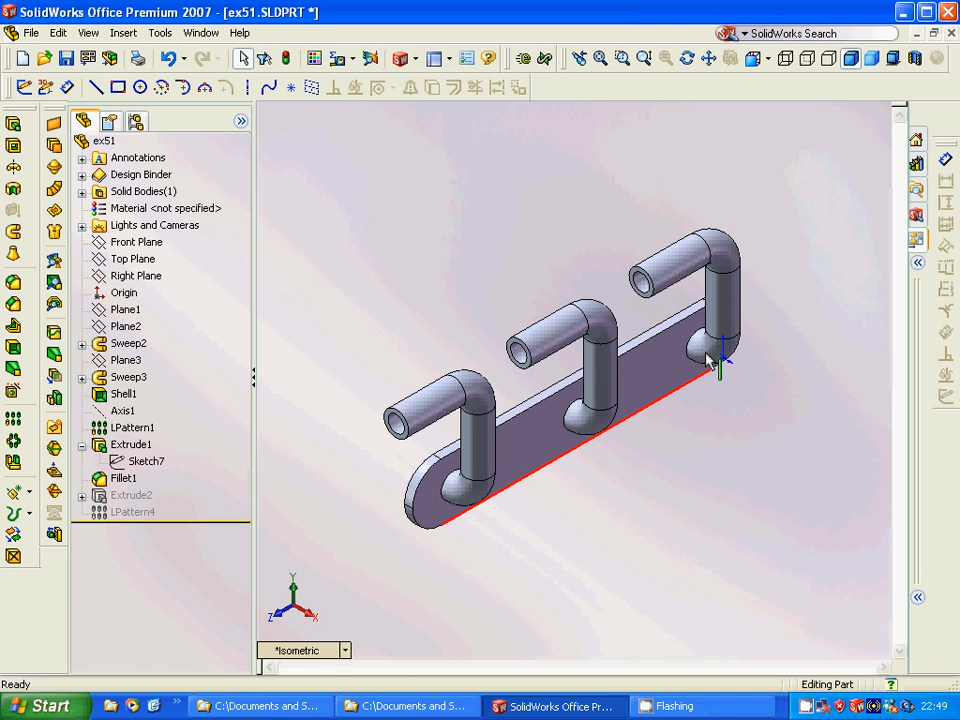 SolidWorks Office Premium 2007 - [ex51.SLDPRT *]
File Edit View Insert Tools Window Help
SolidWorks Search
ex51
Annotations
Design Binder
Solid Bodies(1)
Material <not specified>
Lights and Cameras
Front Plane
Top Plane
Right Plane
Origin
Plane1
Plane2
Sweep2
Plane3
Sweep3
Shell1
Axis1
LPattern1
Extrude1
Sketch7
Fillet1
Extrude2
LPattern4
Y
Z
X
*Isometric
Ready
Editing Part
Start
C:\Documents and S...
C:\Documents and S...
SolidWorks Office Pr...
Flashing
22:49